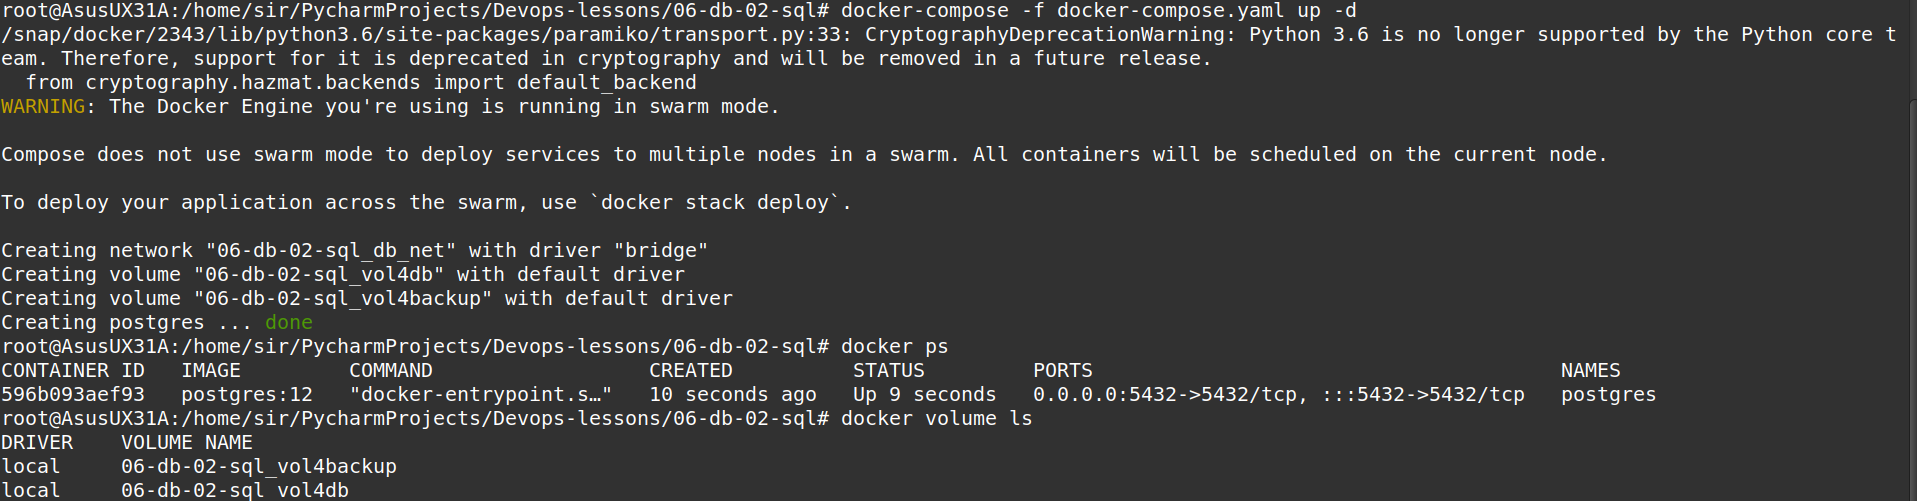 root@AsusUX31A:/home/sir/PycharmProjects/Devops-lessons/06-db-02-sql# docker-compose -f docker-compose.yaml up -d
/snap/docker/2343/lib/python3.6/site-packages/paramiko/transport.py:33: CryptographyDeprecationWarning: Python 3.6 is no longer supported by the Python core t
eam. Therefore, support for it is deprecated in cryptography and will be removed in a future release.
  from cryptography.hazmat.backends import default_backend
WARNING: The Docker Engine you're using is running in swarm mode.

Compose does not use swarm mode to deploy services to multiple nodes in a swarm. All containers will be scheduled on the current node.

To deploy your application across the swarm, use `docker stack deploy`.

Creating network "06-db-02-sql_db_net" with driver "bridge"
Creating volume "06-db-02-sql_vol4db" with default driver
Creating volume "06-db-02-sql_vol4backup" with default driver
Creating postgres ... done
root@AsusUX31A:/home/sir/PycharmProjects/Devops-lessons/06-db-02-sql# docker ps
CONTAINER ID   IMAGE         COMMAND                  CREATED          STATUS         PORTS                                       NAMES
596b093aef93   postgres:12   "docker-entrypoint.s…"   10 seconds ago   Up 9 seconds   0.0.0.0:5432->5432/tcp, :::5432->5432/tcp   postgres
root@AsusUX31A:/home/sir/PycharmProjects/Devops-lessons/06-db-02-sql# docker volume ls
DRIVER    VOLUME NAME
local     06-db-02-sql_vol4backup
local     06-db-02-sql_vol4db